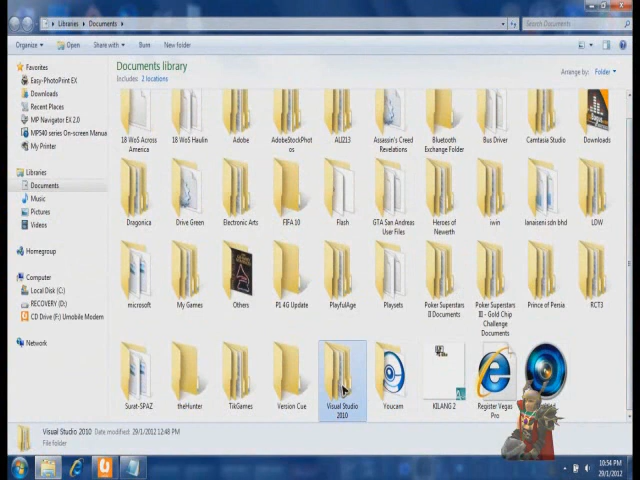 Libraries ▸ Documents ▸
Search Documents
Organize
Open
Share with
Burn
New folder
Documents library
Includes: 2 locations
Arrange by: Folder
Favorites
Easy-PhotoPrint EX
Downloads
Recent Places
MP Navigator EX 2.0
MP540 series On-screen Manua
My Printer
Libraries
Documents
Music
Pictures
Videos
Homegroup
Computer
Local Disk (C:)
RECOVERY (D:)
CD Drive (F:) Umobile Modem
Network
18 WoS Across
America
18 WoS Haulin
Adobe
AdobeStockPhot
os
ALIZ13
Assassin's Creed
Revelations
Bluetooth
Exchange Folder
Bus Driver
Camtasia Studio
Downloads
Dragonica
Drive Green
Electronic Arts
FIFA 10
Flash
GTA San Andreas
User Files
Heroes of
Newerth
iwin
lanaiseni sdn bhd
LDW
microsoft
My Games
Others
P1 4G Update
PlayfulAge
Playsets
Poker Superstars
II Documents
Poker Superstars
III - Gold Chip
Challenge
Documents
Prince of Persia
RCT3
Surat-SPAZ
theHunter
TikGames
Version Cue
Visual Studio
2010
Youcam
KILANG 2
Register Vegas
Pro
Visual Studio 2010 Date modified: 29/1/2012 12:48 PM
File folder
10:54 PM
29/1/2012